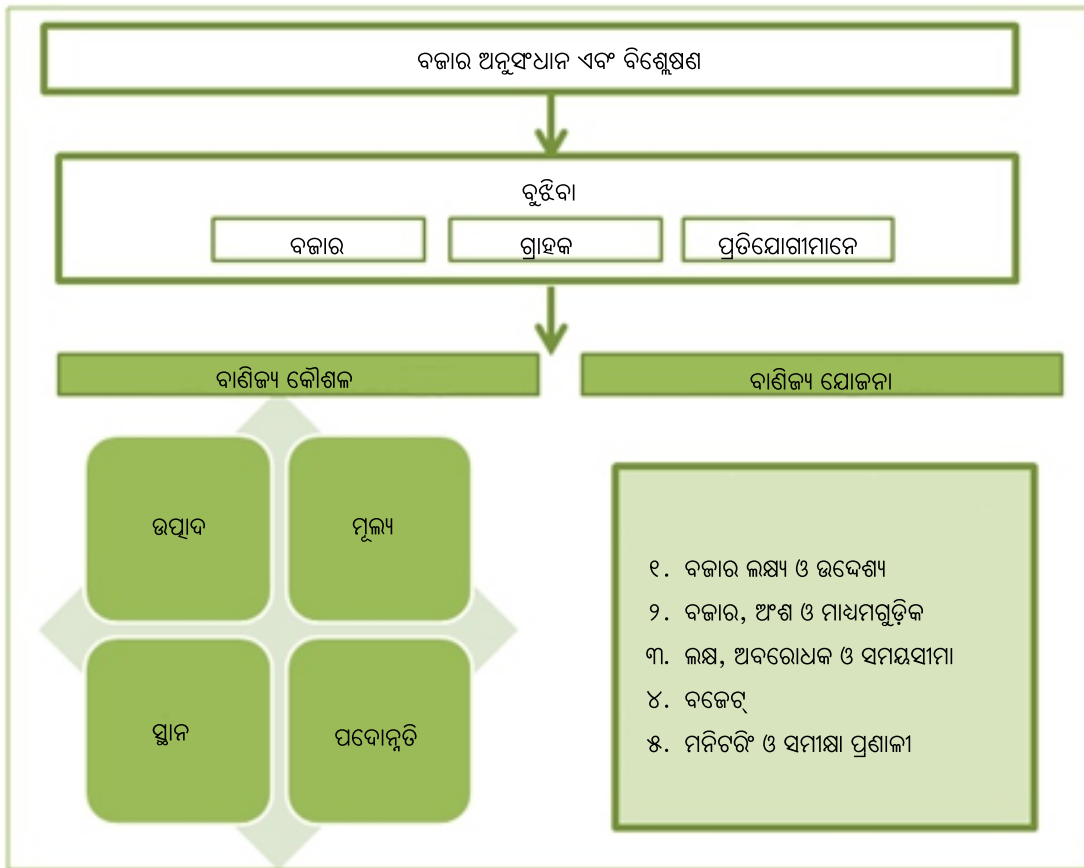 ବଜାର ଅନୁସଂଧାନ ଏବଂ ବିଶ୍ଳେଷଣ
ବୁଝିବା
ବଜାର
ଗ୍ରାହକ
ପ୍ରତିଯୋଗୀମାନେ
ବାଣିଜ୍ୟ କୌଶଳ
ବାଣିଜ୍ୟ ଯୋଜନା
ଉତ୍ପାଦ
ମୂଲ୍ୟ
ସ୍ଥାନ
ପଦୋନ୍ନତି
୧. ବଜାର ଲକ୍ଷ୍ୟ ଓ ଉଦ୍ଦେଶ୍ୟ
୨. ବଜାର, ଅଂଶ ଓ ମାଧ୍ୟମଗୁଡ଼ିକ
୩. ଲକ୍ଷ, ଅବରୋଧକ ଓ ସମୟସୀମା
୪. ବଜେଟ୍
୫. ମନିଟରିଂ ଓ ସମୀକ୍ଷା ପ୍ରଣାଳୀ